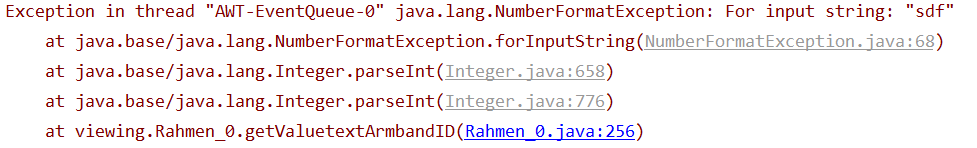 Exception in thread "AWT-EventQueue-0" java.lang.NumberFormatException: For input string: "sdf"
at java.base/java.lang.NumberFormatException.forInputString(NumberFormatException.java:68)
at java.base/java.lang.Integer.parseInt(Integer.java:658)
at java.base/java.lang.Integer.parseInt(Integer.java:776)
at viewing.Rahmen_0.getValuetextArmbandID(Rahmen_0.java:256)